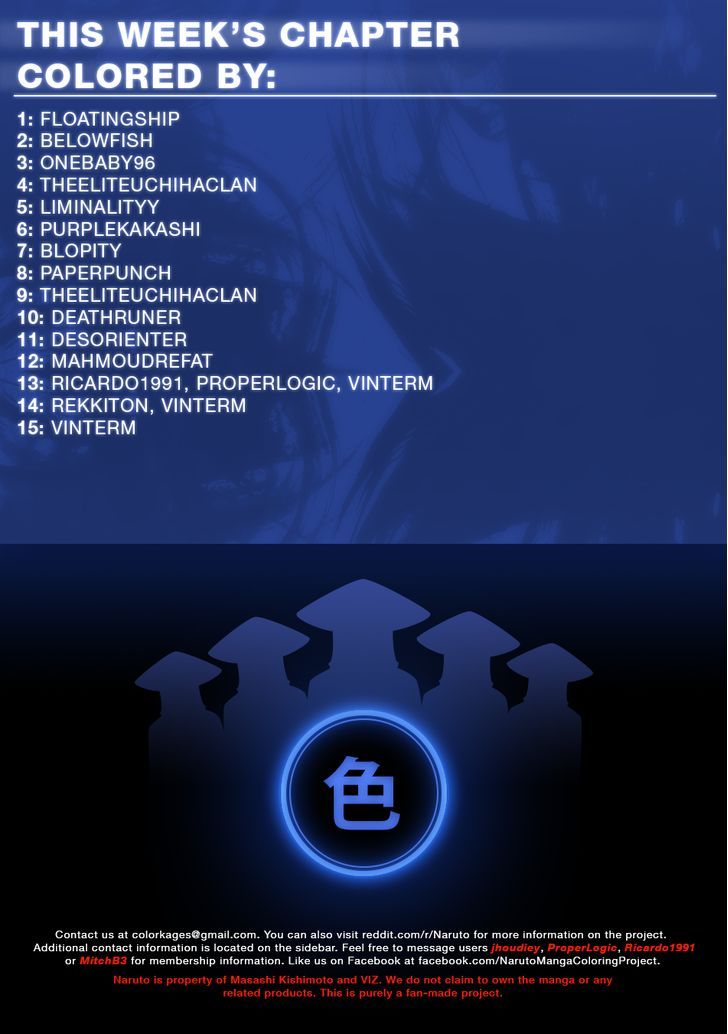 THIS WEEK'S CHAPTER
COLORED BY:
1: FLOATINGSHIP
2: BELOWFISH
3: ONEBABY96
4: THEELITEUCHIHACLAN
5: LIMINALITYY
6: PURPLEKAKASHI
7: BLOPITY
8: PAPERPUNCH
9: THEELITEUCHIHACLAN
10: DEATHRUNER
11: DESORIENTER
12: MAHMOUDREFAT
13: RICARDO1991, PROPERLOGIC, VINTERM
14: REKKITON, VINTERM
15: VINTERM
色
Contact us at colorkages@gmail.com. You can also visit reddit.com/r/Naruto for more information on the project.
Additional contact information is located on the sidebar. Feel free to message users jhoudiey, ProperLogic, Ricardo1991
or MitchB3 for membership information. Like us on Facebook at facebook.com/NarutoMangaColoringProject.
Naruto is property of Masashi Kishimoto and VIZ. We do not claim to own the manga or any
related products. This is purely a fan-made project.